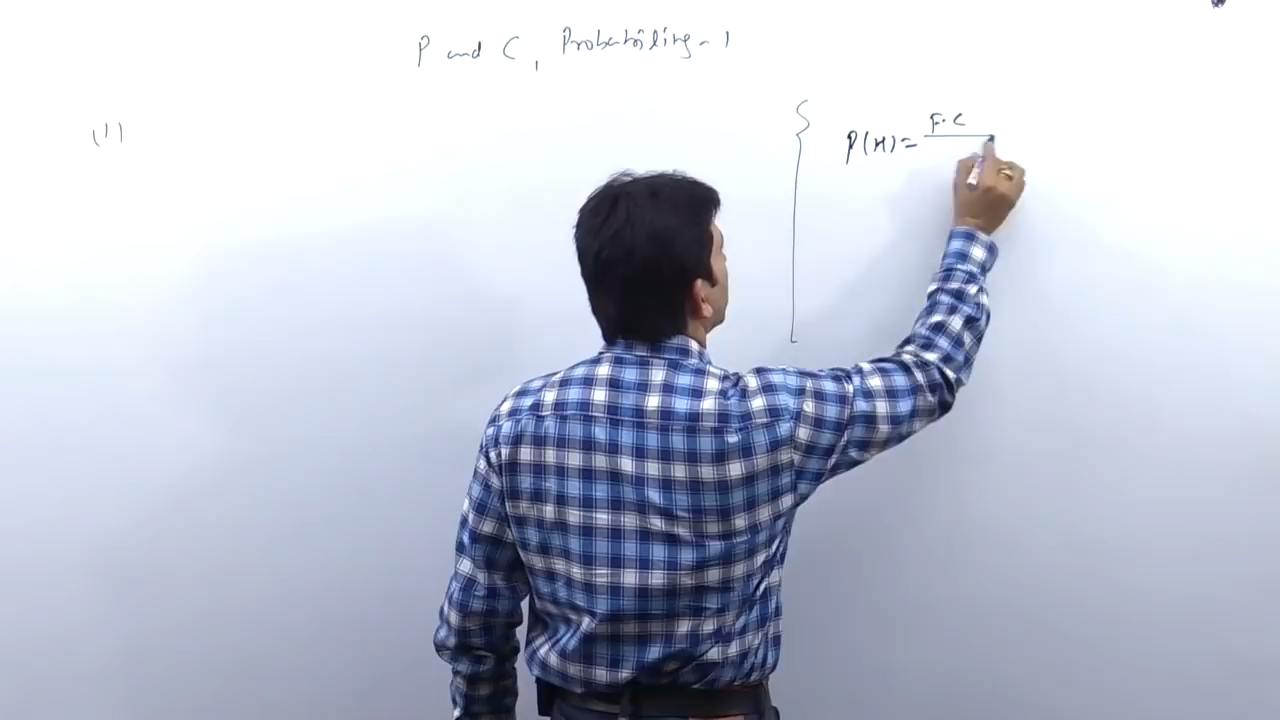 P and C, Probability - 1
(1)
P(H) = F.C